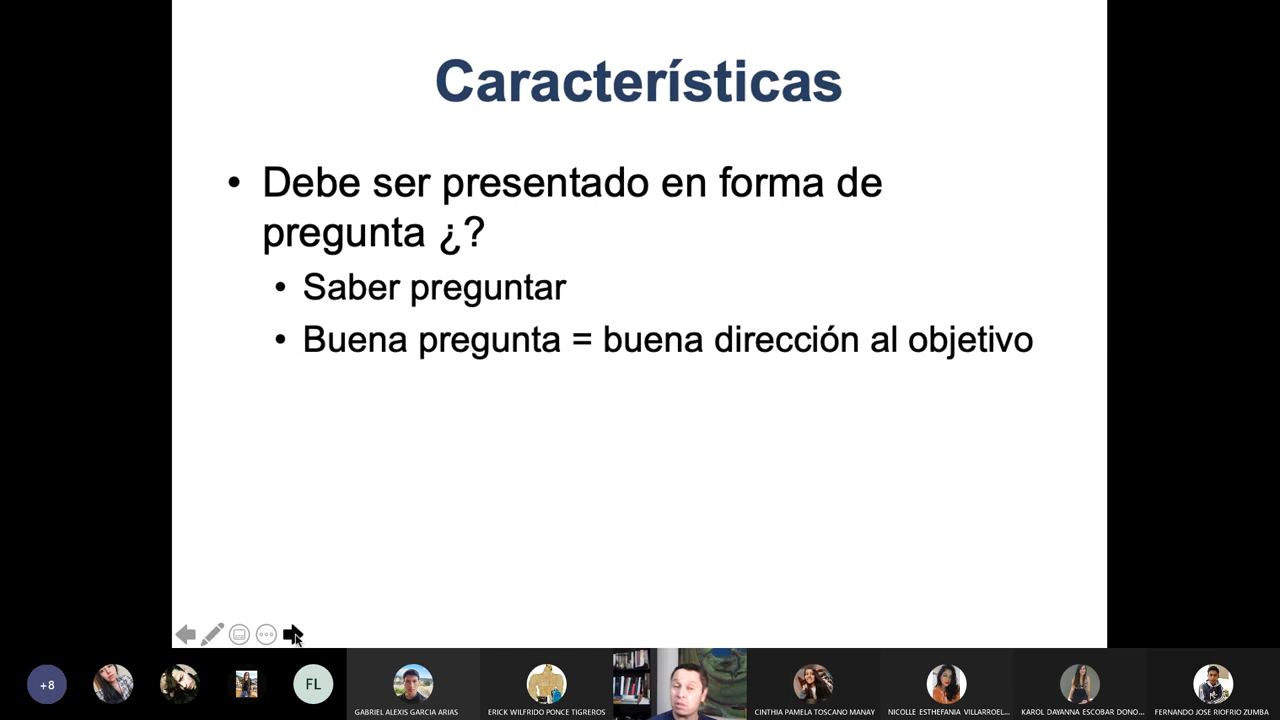 Características
• Debe ser presentado en forma de
pregunta ¿?
• Saber preguntar
• Buena pregunta = buena dirección al objetivo
+8
FL
GABRIEL ALEXIS GARCIA ARIAS
ERICK WILFRIDO PONCE TIGREROS
CINTHIA PAMELA TOSCANO MANAY
NICOLLE ESTHEFANIA VILLARROEL...
KAROL DAYANNA ESCOBAR DONO...
FERNANDO JOSE RIOFRIO ZUMBA